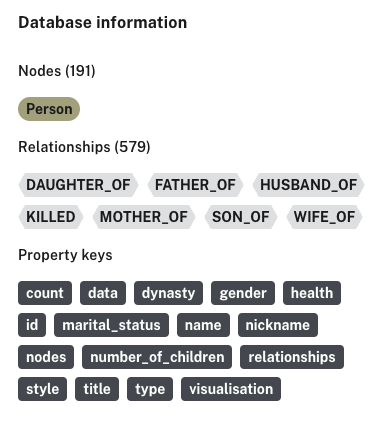 Database information
Nodes (191)
Person
Relationships (579)
DAUGHTER_OF FATHER_OF HUSBAND_OF
KILLED MOTHER_OF SON_OF WIFE_OF
Property keys
count data dynasty gender health
id marital_status name nickname
nodes number_of_children relationships
style title type visualisation